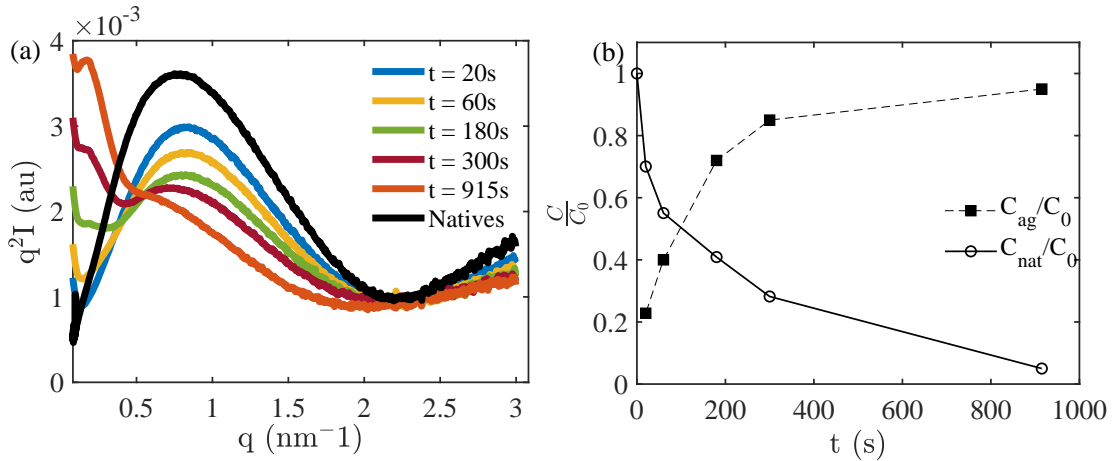 (a)
×10⁻³
4
3
2
1
0
q²I (au)
0.5
1
1.5
2
2.5
3
q (nm−1)
t = 20s
t = 60s
t = 180s
t = 300s
t = 915s
Natives
(b)
1
0.8
0.6
0.4
0.2
0
C/C₀
0
200
400
600
800
1000
t (s)
C_ag/C₀
C_nat/C₀